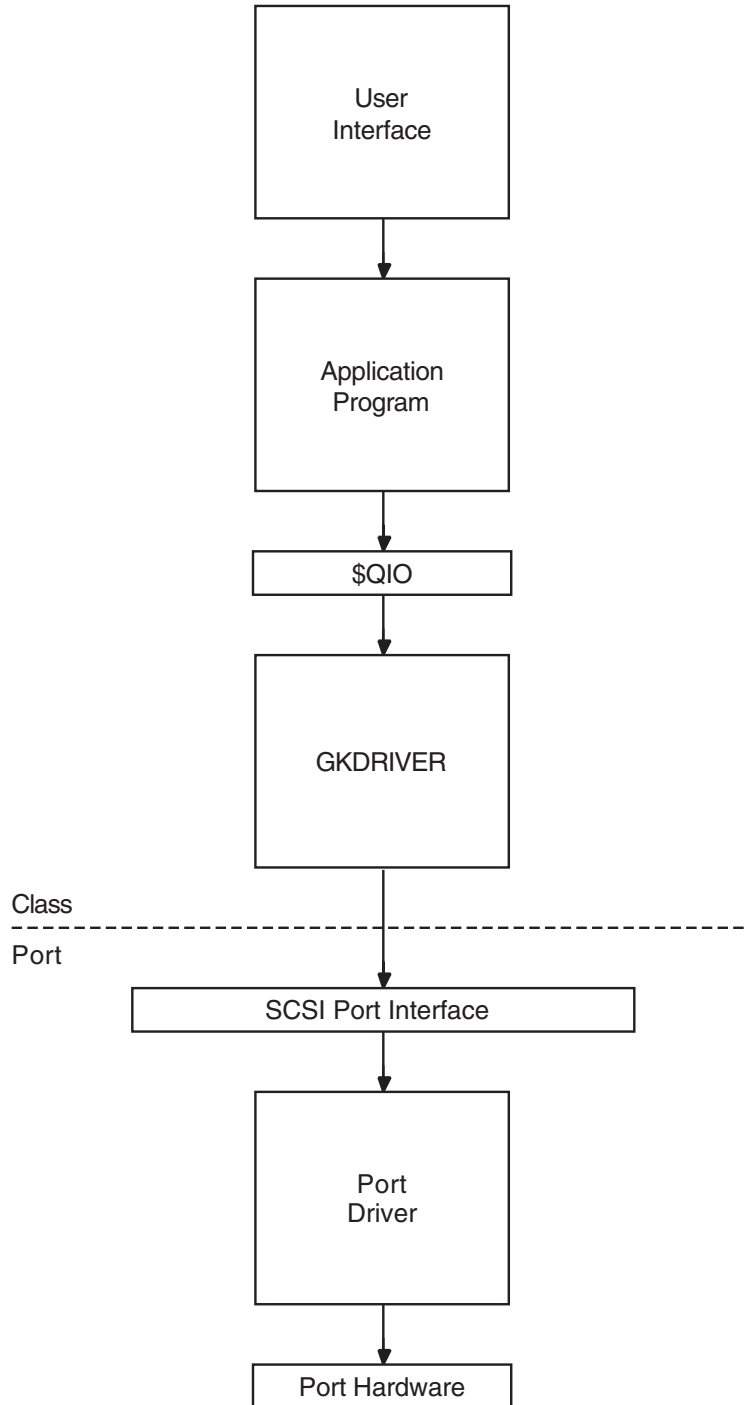 User
Interface
Application
Program
$QIO
GKDRIVER
Class
Port
SCSI Port Interface
Port
Driver
Port Hardware